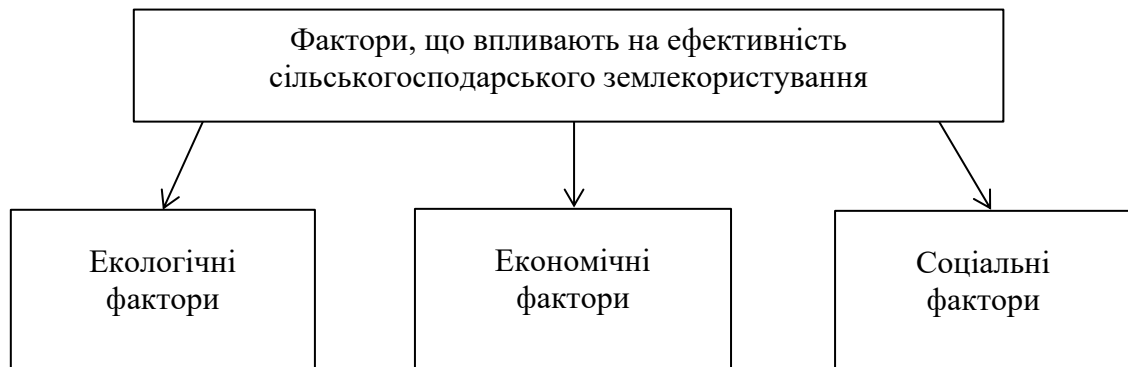 Фактори, що впливають на ефективність
сільськогосподарського землекористування
Екологічні
фактори
Економічні
фактори
Соціальні
фактори